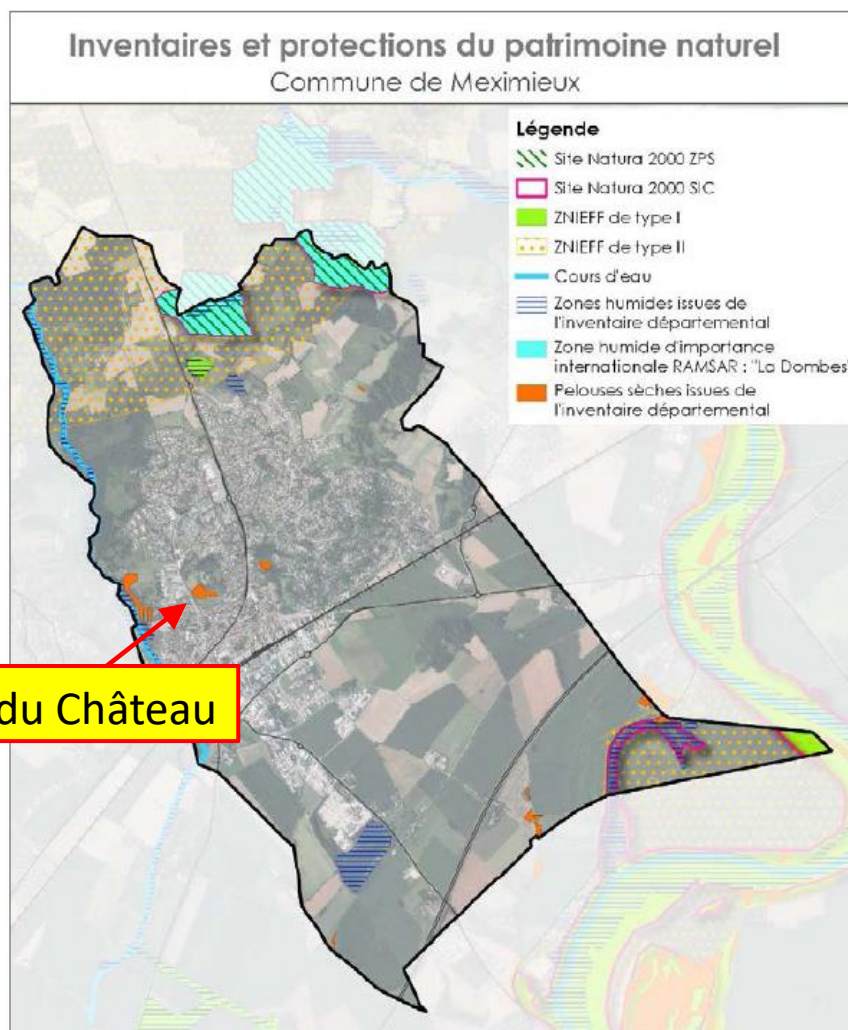 Inventaires et protections du patrimoine naturel
Commune de Meximieux
Légende
Site Natura 2000 ZPS
Site Natura 2000 SIC
ZNIEFF de type I
ZNIEFF de type II
Cours d'eau
Zones humides issues de
l'inventaire départemental
Zone humide d'importance
internationale RAMSAR : "La Dombes"
Pelouses sèches issues de
l'inventaire départemental
du Château